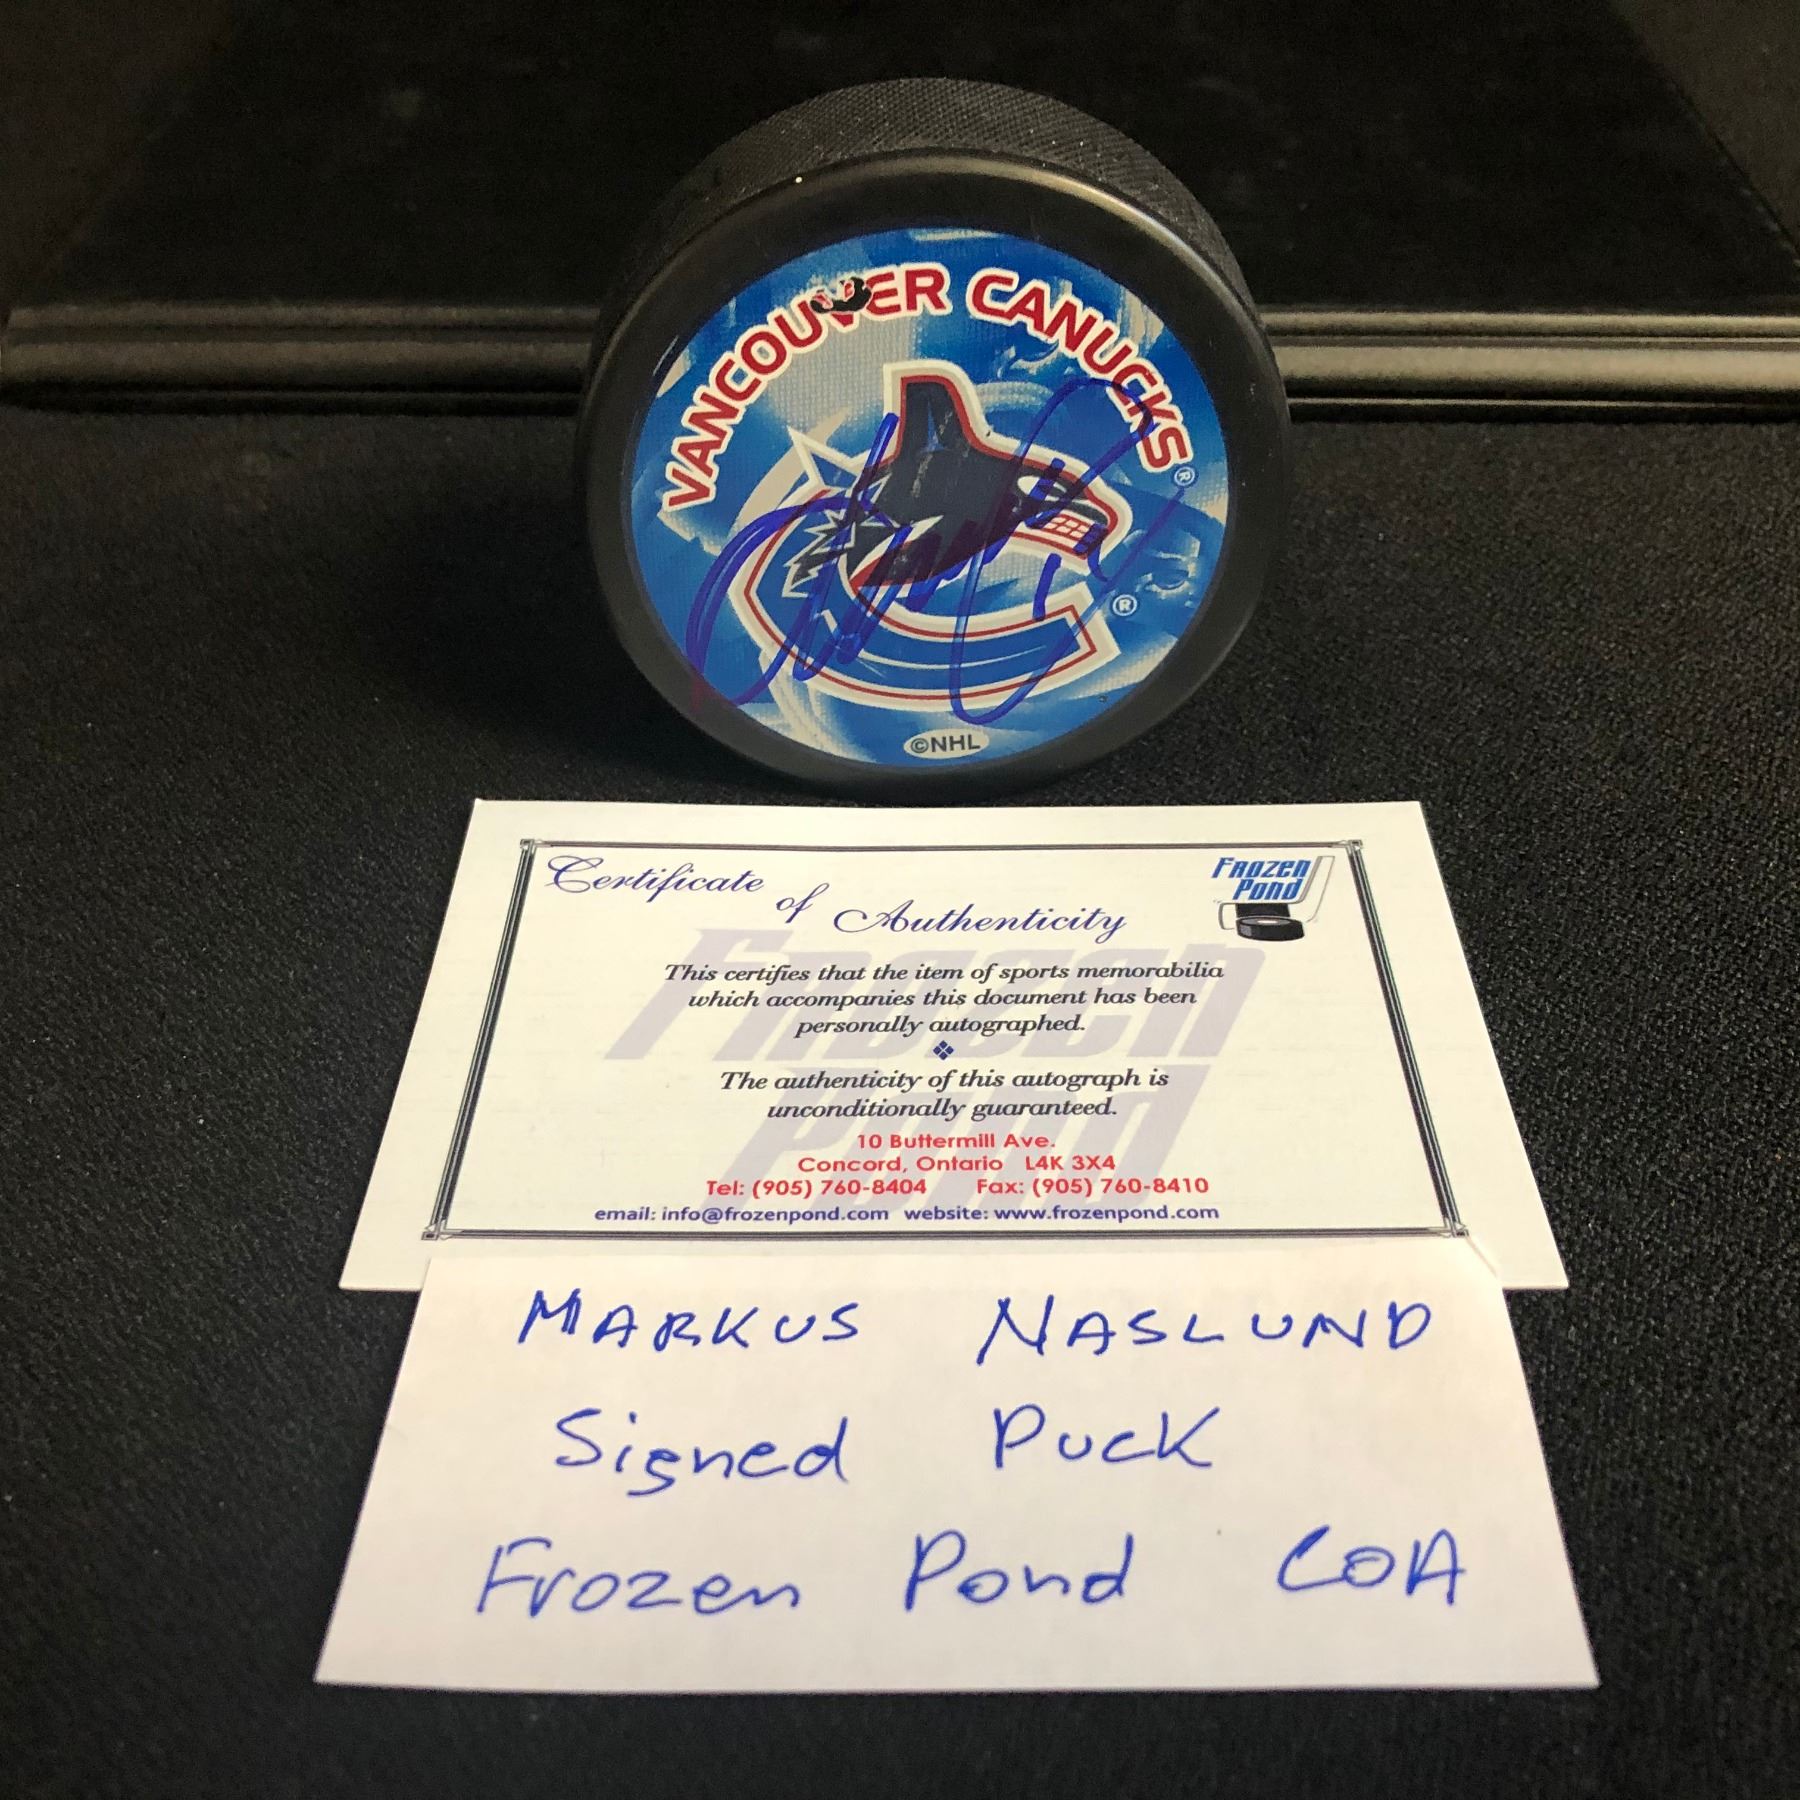 VANCOUVER CANUCKS®
®
©NHL
Certificate of Authenticity
FROZEN
POND
This certifies that the item of sports memorabilia
which accompanies this document has been
personally autographed.
The authenticity of this autograph is
unconditionally guaranteed.
10 Buttermill Ave.
Concord, Ontario L4K 3X4
Tel: (905) 760-8404 Fax: (905) 760-8410
email: info@frozenpond.com website: www.frozenpond.com
FROZEN
POND
MARKUS NASLUND
Signed Puck
Frozen Pond COA